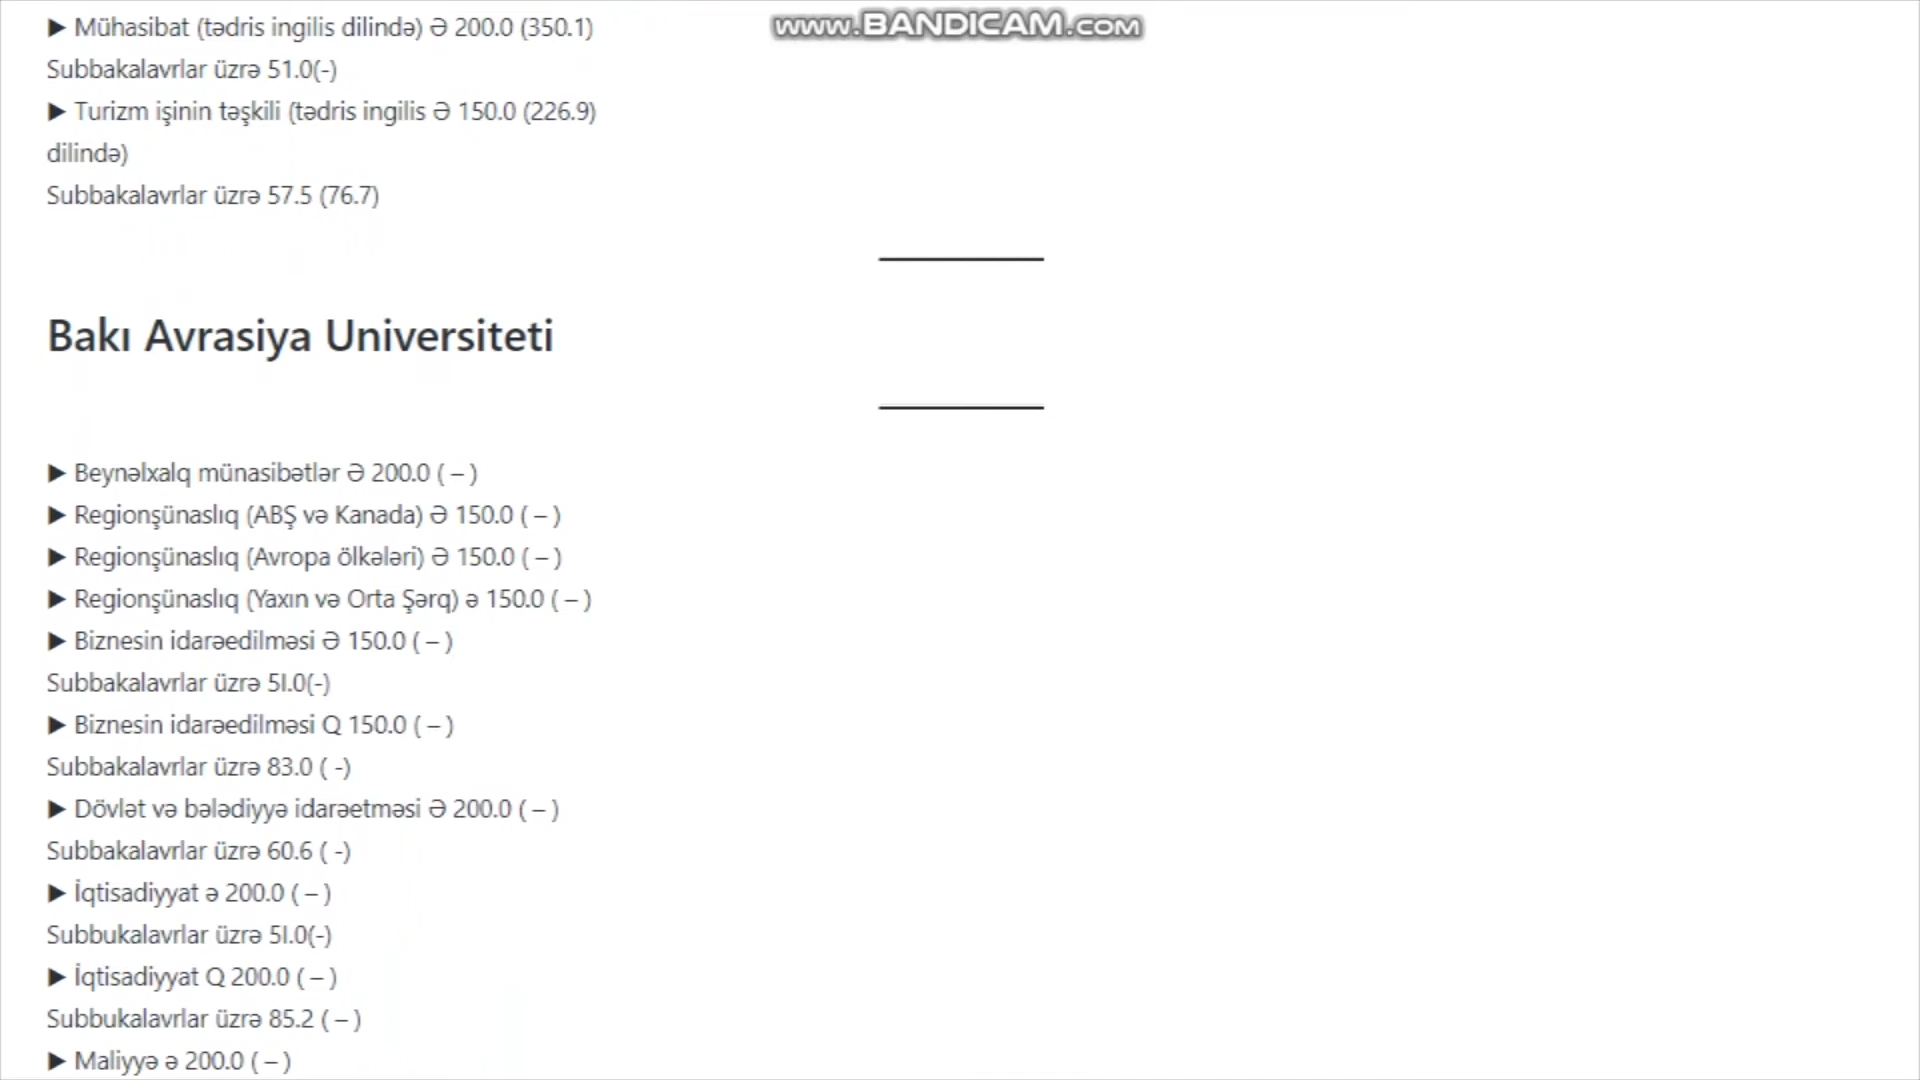 ► Mühasibat (tədris ingilis dilində) Ə 200.0 (350.1)
www.BANDICAM.com
Subbakalavrlar üzrə 51.0(-)
► Turizm işinin təşkili (tədris ingilis Ə 150.0 (226.9)
dilində)
Subbakalavrlar üzrə 57.5 (76.7)
Bakı Avrasiya Universiteti
► Beynəlxalq münasibətlər Ə 200.0 ( – )
► Regionşünaslıq (ABŞ və Kanada) Ə 150.0 ( – )
► Regionşünaslıq (Avropa ölkələri) Ə 150.0 ( – )
► Regionşünaslıq (Yaxın və Orta Şərq) ə 150.0 ( – )
► Biznesin idarəedilməsi Ə 150.0 ( – )
Subbakalavrlar üzrə 5l.0(-)
► Biznesin idarəedilməsi Q 150.0 ( – )
Subbakalavrlar üzrə 83.0 ( -)
► Dövlət və bələdiyyə idarəetməsi Ə 200.0 ( – )
Subbakalavrlar üzrə 60.6 ( -)
► İqtisadiyyat ə 200.0 ( – )
Subbukalavrlar üzrə 5l.0(-)
► İqtisadiyyat Q 200.0 ( – )
Subbukalavrlar üzrə 85.2 ( – )
► Maliyyə ə 200.0 ( – )